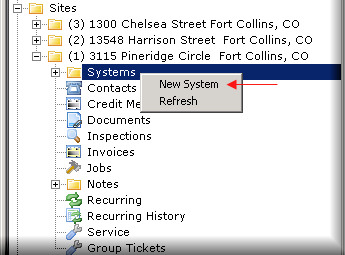 Sites
(3) 1300 Chelsea Street Fort Collins, CO
(2) 13548 Harrison Street Fort Collins, CO
(1) 3115 Pineridge Circle Fort Collins, CO
Systems
New System
Contacts
Refresh
Credit Me
Documents
Inspections
Invoices
Jobs
Notes
Recurring
Recurring History
Service
Group Tickets